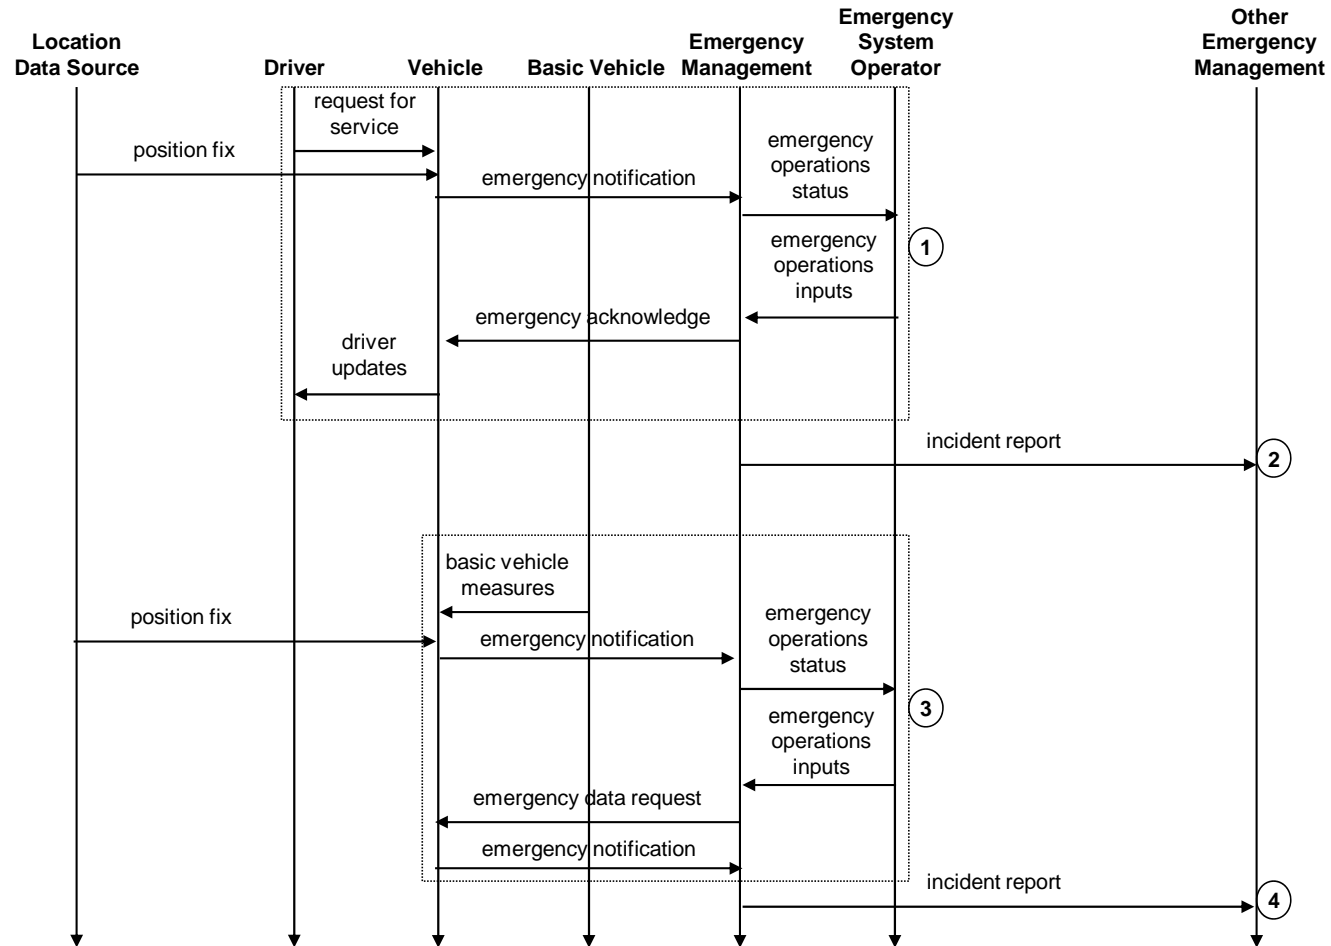 Location
Data Source
Driver
Vehicle
Basic Vehicle
Emergency
Management
Emergency
System
Operator
Other
Emergency
Management
request for
service
position fix
emergency notification
emergency
operations
status
1
emergency
operations
inputs
emergency acknowledge
driver
updates
incident report
2
basic vehicle
measures
position fix
emergency notification
emergency
operations
status
3
emergency
operations
inputs
emergency data request
emergency notification
incident report
4